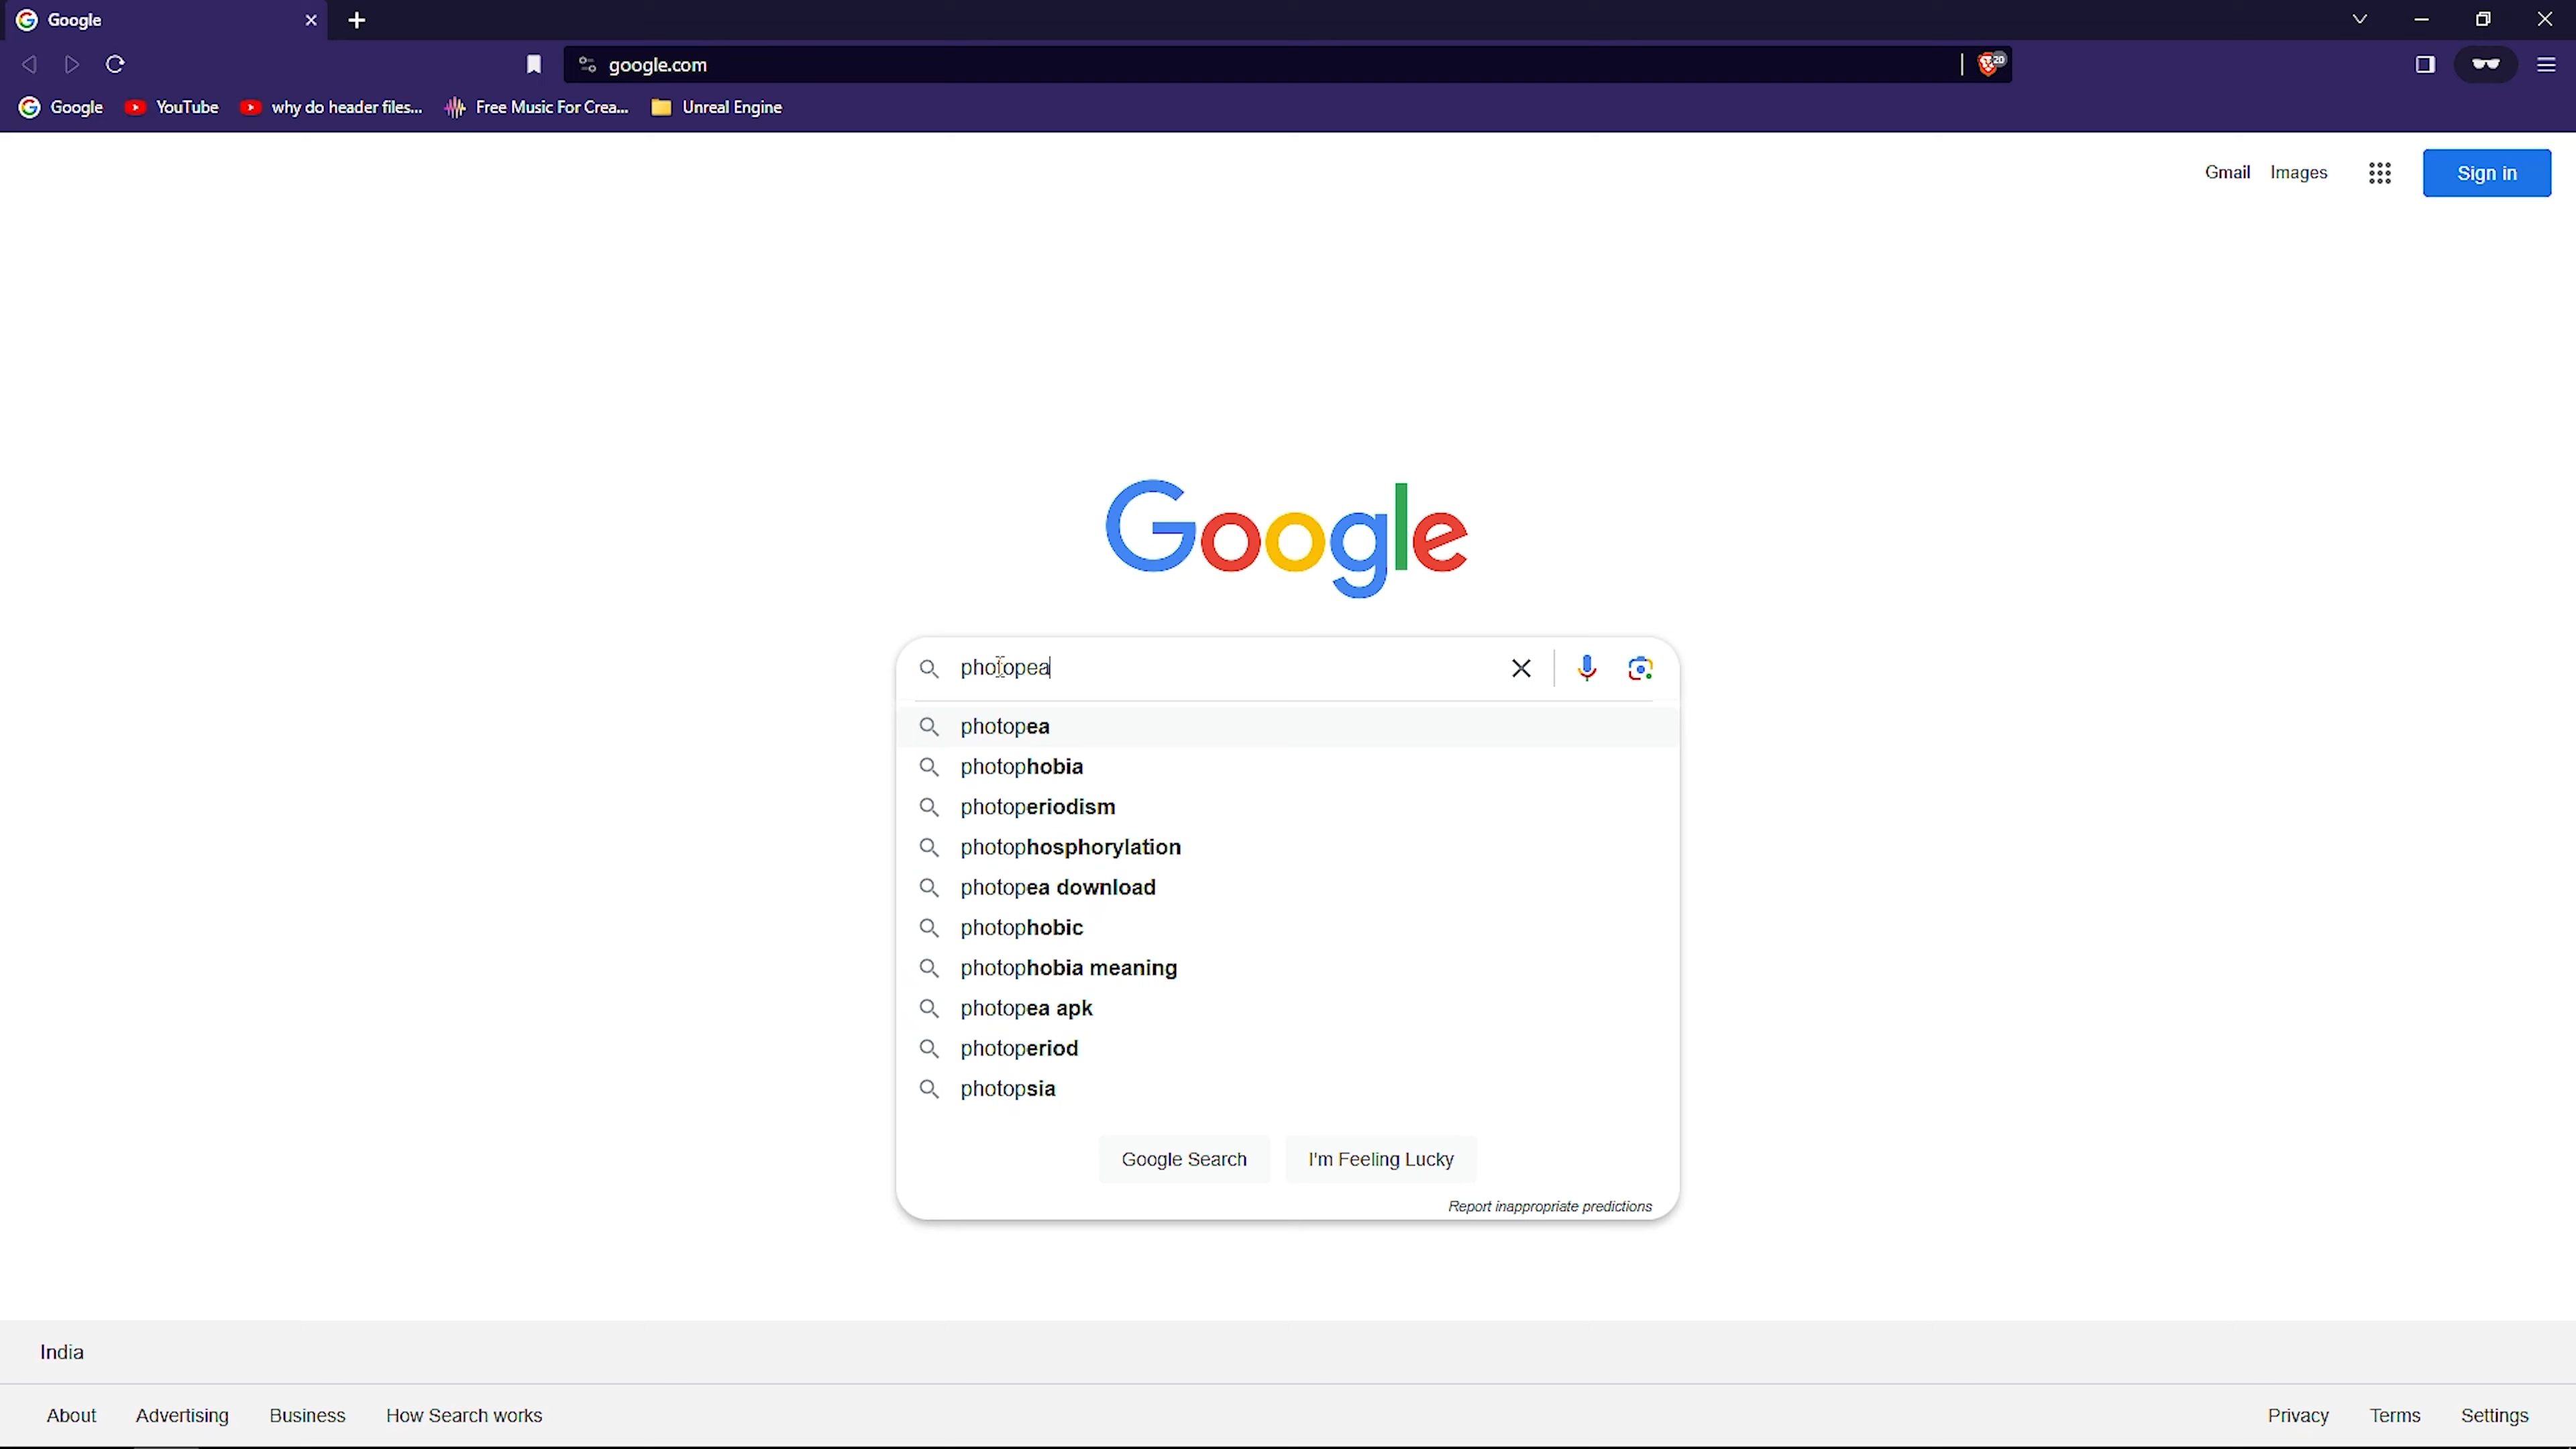 Google
google.com
20
Google YouTube why do header files... Free Music For Crea... Unreal Engine
Gmail Images Sign in
Google
photopea
photopea
photophobia
photoperiodism
photophosphorylation
photopea download
photophobic
photophobia meaning
photopea apk
photoperiod
photopsia
Google Search I'm Feeling Lucky
Report inappropriate predictions
India
About Advertising Business How Search works Privacy Terms Settings